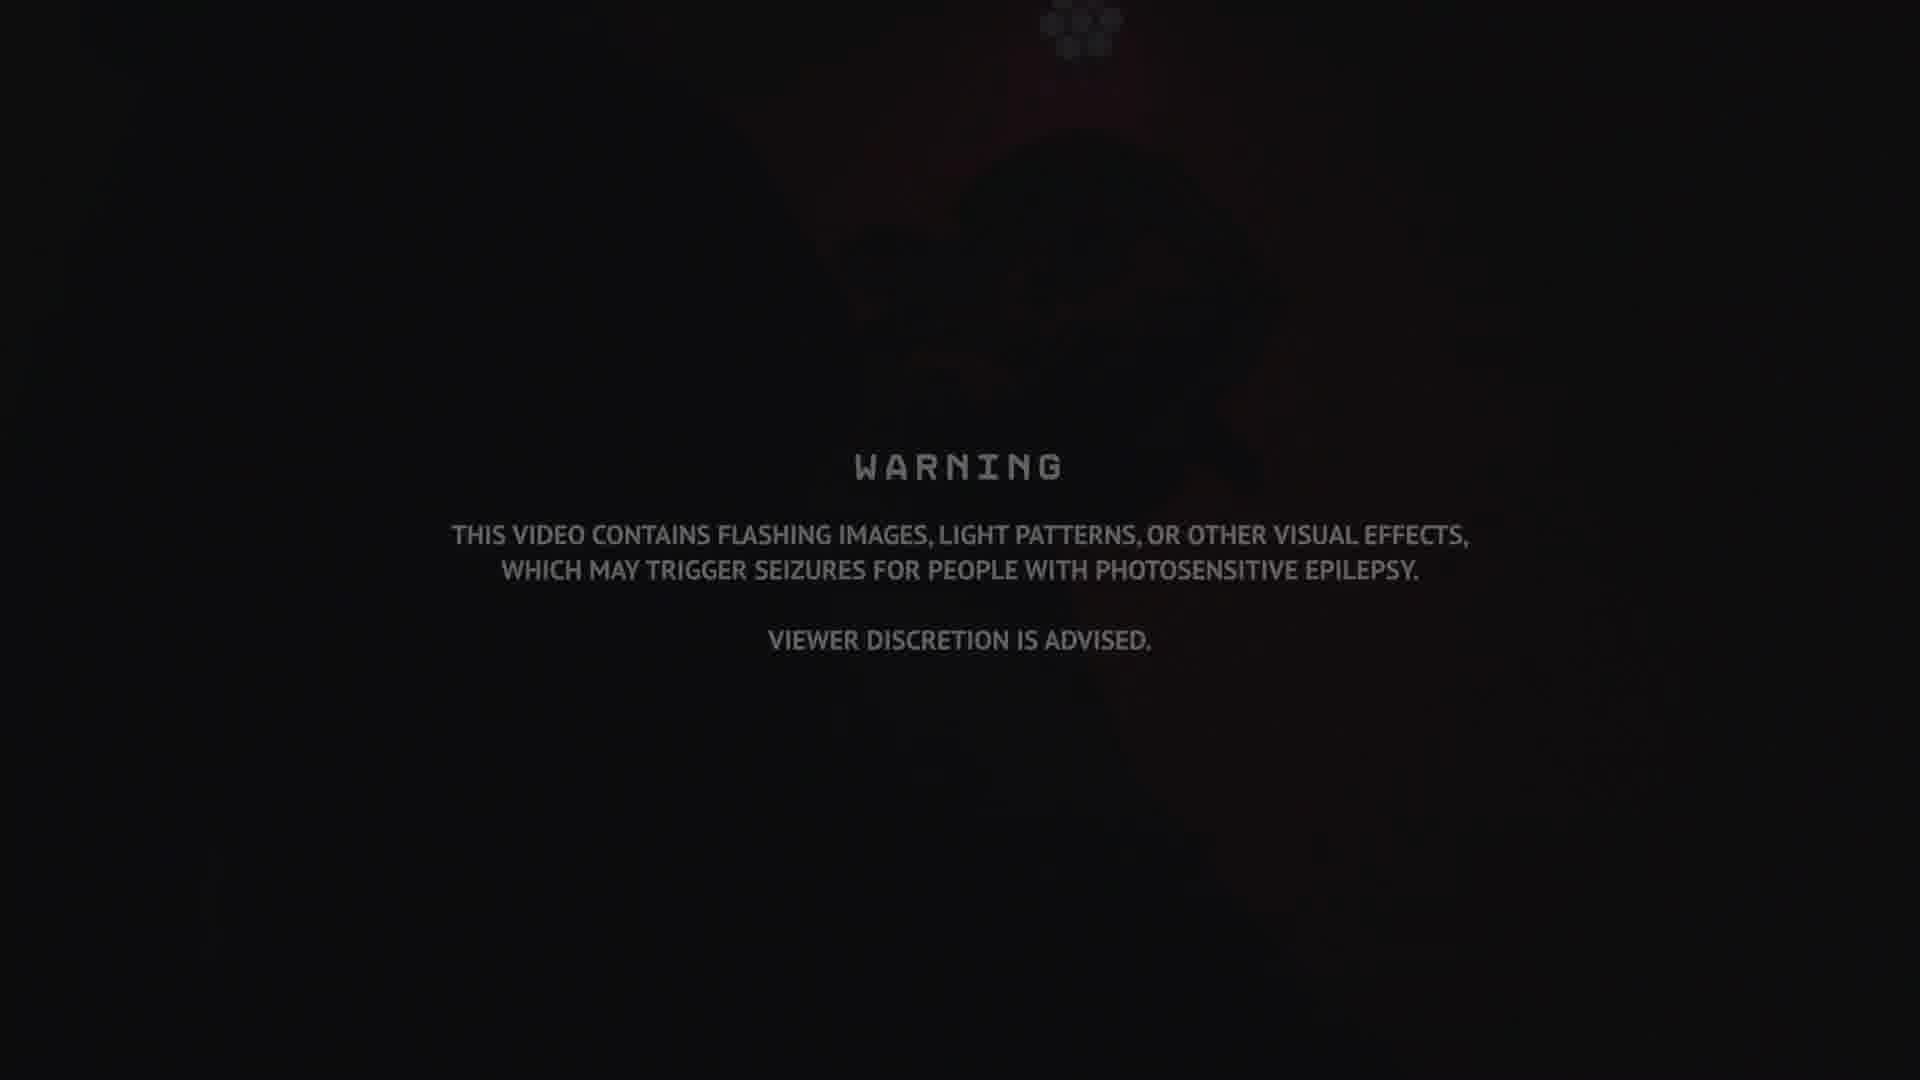 WARNING
THIS VIDEO CONTAINS FLASHING IMAGES, LIGHT PATTERNS, OR OTHER VISUAL EFFECTS,
WHICH MAY TRIGGER SEIZURES FOR PEOPLE WITH PHOTOSENSITIVE EPILEPSY.
VIEWER DISCRETION IS ADVISED.